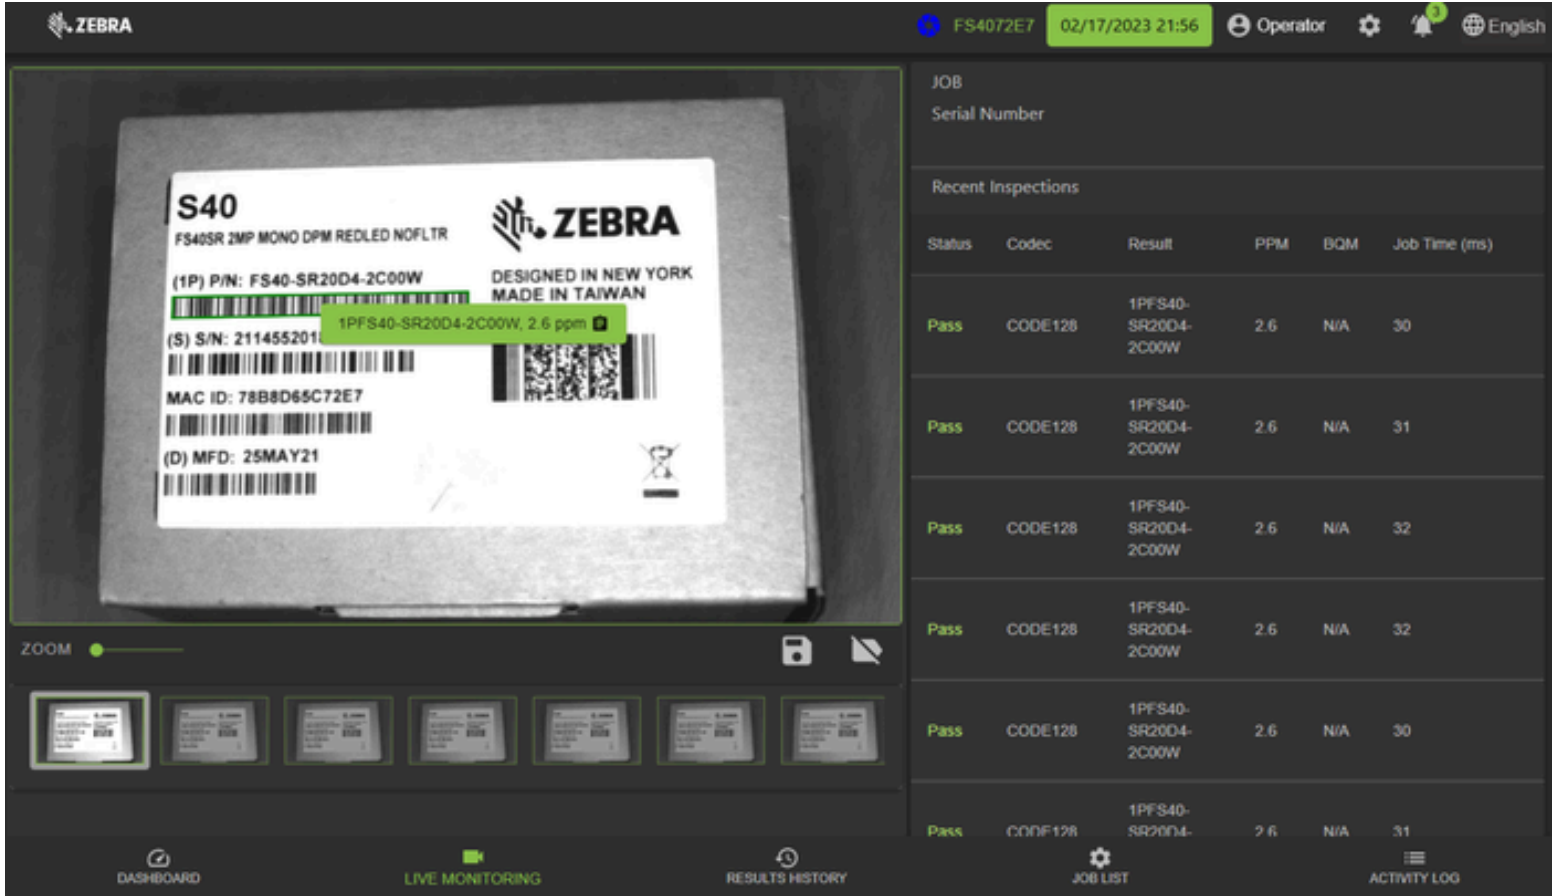 ZEBRA
FS4072E7
02/17/2023 21:56
Operator
3
English
S40
FS40SR 2MP MONO DPM REDLED NOFLTR
(1P) P/N: FS40-SR20D4-2C00W
ZEBRA
DESIGNED IN NEW YORK
MADE IN TAIWAN
1PFS40-SR20D4-2C00W, 2.6 ppm
(S) S/N:
MAC ID: 78B8D65C72E7
(D) MFD: 25MAY21
ZOOM
JOB
Serial Number
Recent Inspections
Status Codec Result PPM BQM Job Time (ms)
1PFS40-
Pass CODE128 SR20D4- 2.6 N/A 30
2C00W
1PFS40-
Pass CODE128 SR20D4- 2.6 N/A 31
2C00W
1PFS40-
Pass CODE128 SR20D4- 2.6 N/A 32
2C00W
1PFS40-
Pass CODE128 SR20D4- 2.6 N/A 32
2C00W
1PFS40-
Pass CODE128 SR20D4- 2.6 N/A 30
2C00W
1PFS40-
Pass CODE128 SR20D4- 2.6 N/A 31
DASHBOARD
LIVE MONITORING
RESULTS HISTORY
JOB LIST
ACTIVITY LOG